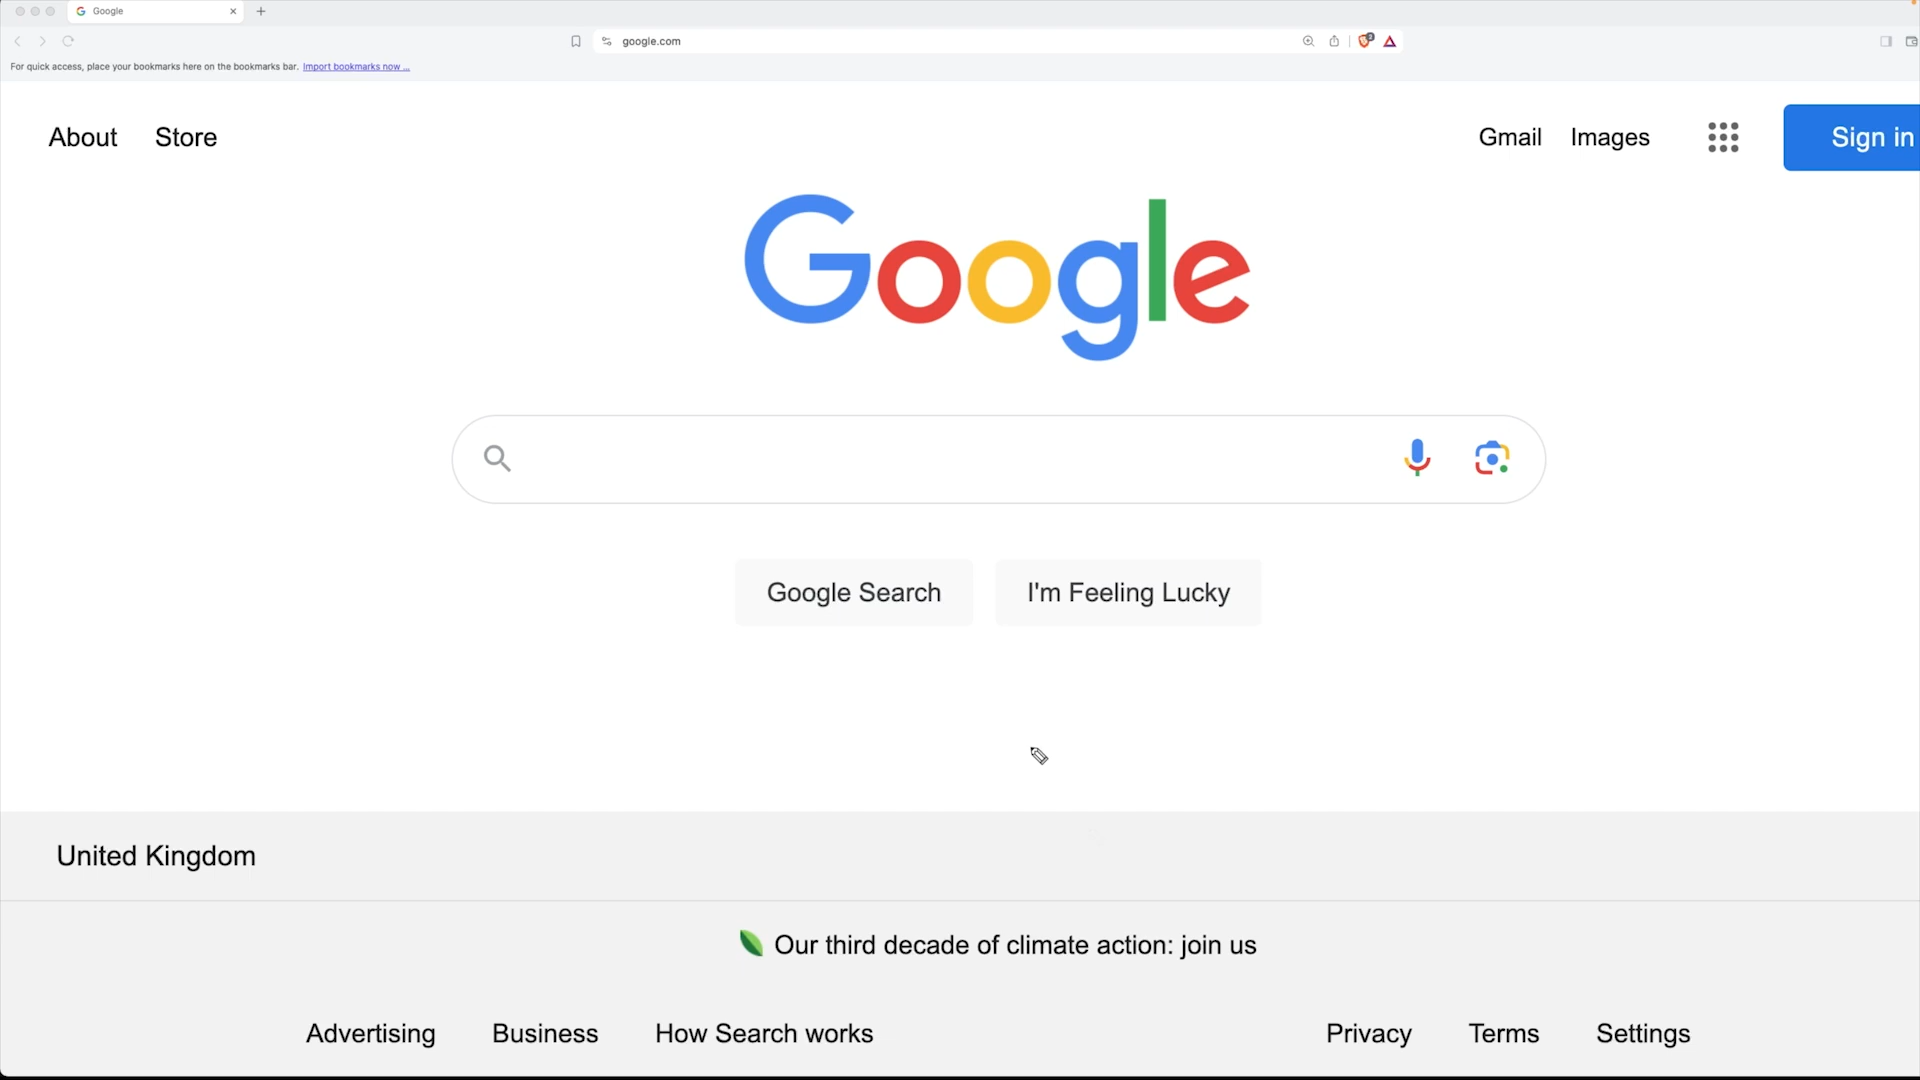 Google
google.com
For quick access, place your bookmarks here on the bookmarks bar. Import bookmarks now ...
About Store Gmail Images Sign in
Google
Google Search I'm Feeling Lucky
United Kingdom
Our third decade of climate action: join us
Advertising Business How Search works Privacy Terms Settings